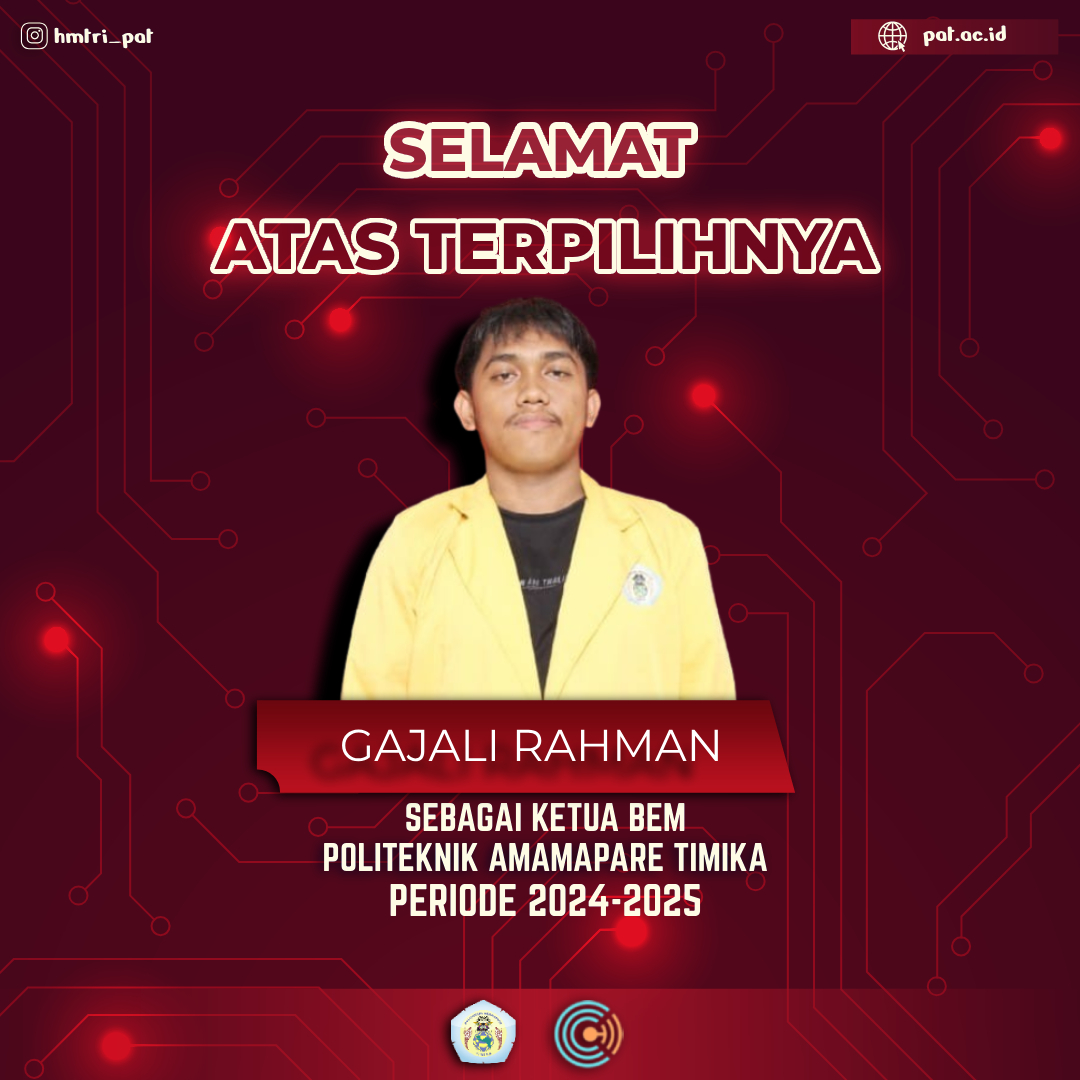 hmtri_pat
pat.ac.id
SELAMAT
ATAS TERPILIHNYA
GAJALI RAHMAN
SEBAGAI KETUA BEM
POLITEKNIK AMAMAPARE TIMIKA
PERIODE 2024-2025